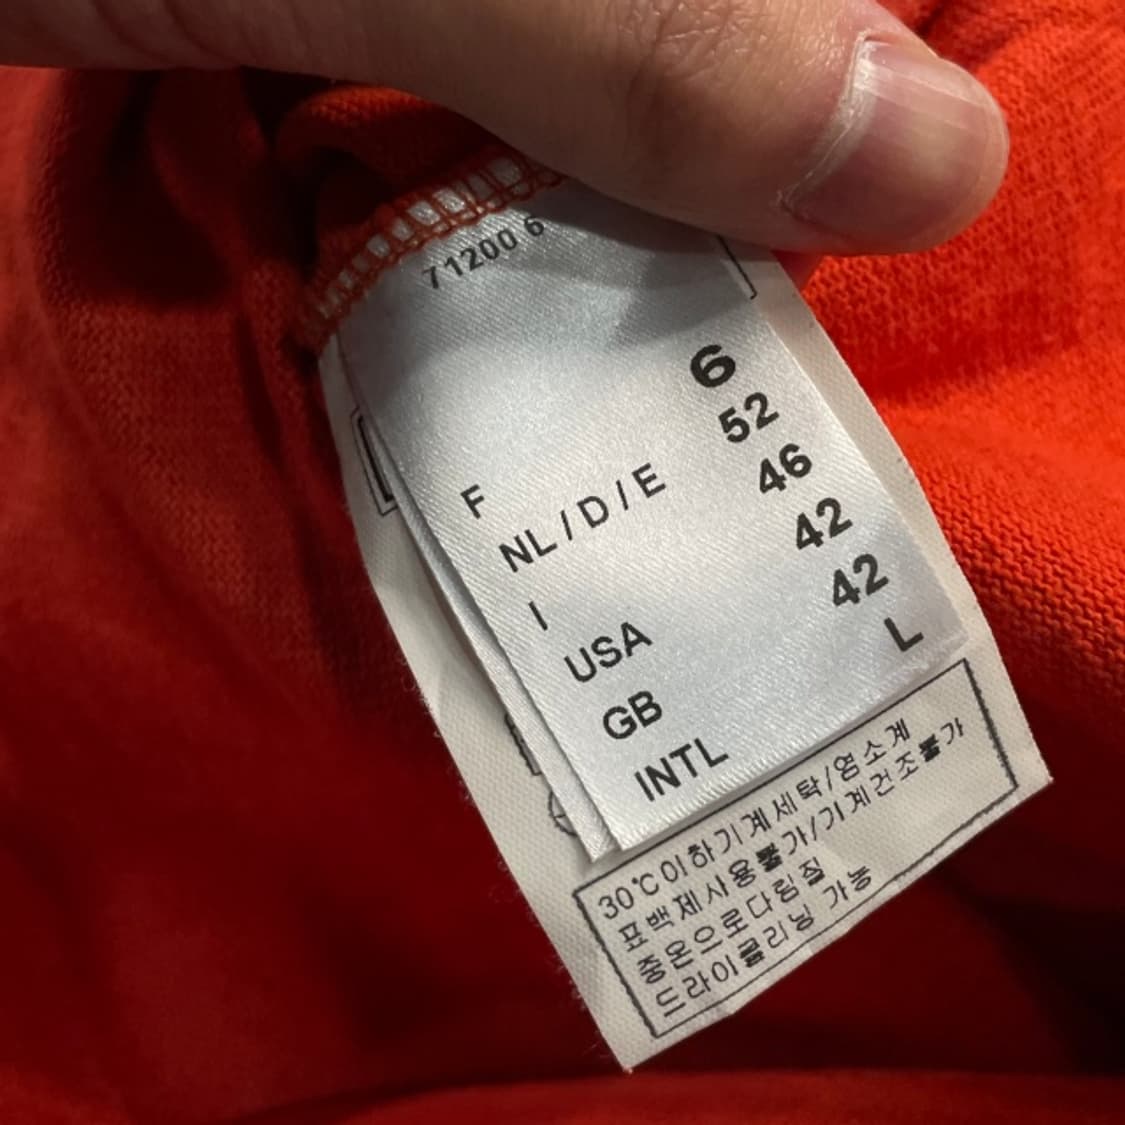 71200 6
F 6
NL / D / E 52
I 46
USA 42
GB 42
INTL L
30℃이하기계세탁/염소계
표백제사용불가/기계건조불가
중온으로다림질
드라이클리닝 가능